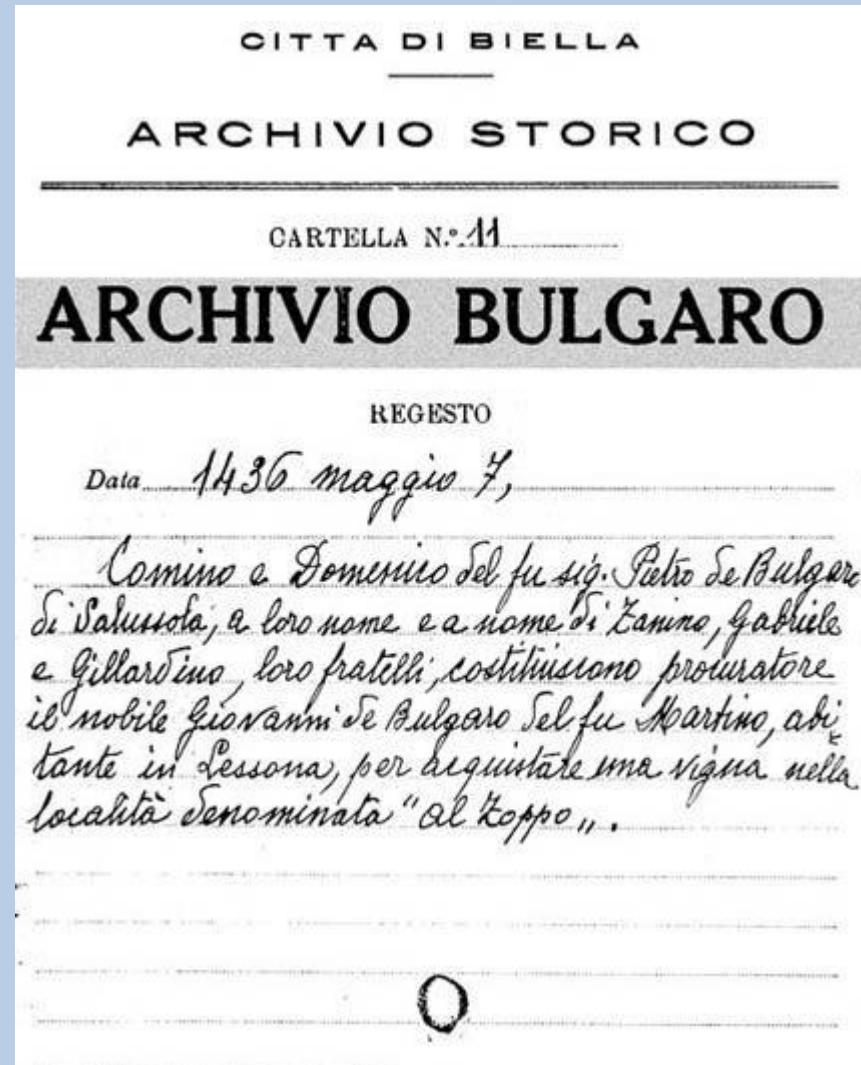 CITTA DI BIELLA
ARCHIVIO STORICO
CARTELLA N.º 11
ARCHIVIO BULGARO
REGESTO
Data 1436 maggio 7,
Comino e Domenico del fu sig. Pietro de Bulgaro
di Salussola, a loro nome e a nome di Zanino, Gabriele
e Gillardino, loro fratelli, costituiscono procuratore
il nobile Giovanni de Bulgaro del fu Martino, abi-
tante in Lessona, per acquistare una vigna nella
località denominata "al Zoppo".